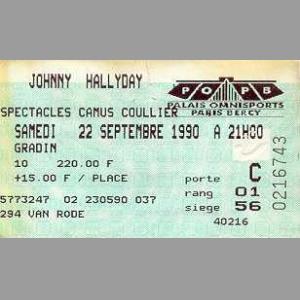 JOHNNY HALLYDAY
POPB
PALAIS OMNISPORTS
PARIS BERCY
SPECTACLES CAMUS COULLIER
SAMEDI 22 SEPTEMBRE 1990 A 21H00
GRADIN
10 220.00 F
+15.00 F / PLACE
porte C
rang 01
siege 56
5773247 02 230590 037
294 VAN RODE
40216
0216743